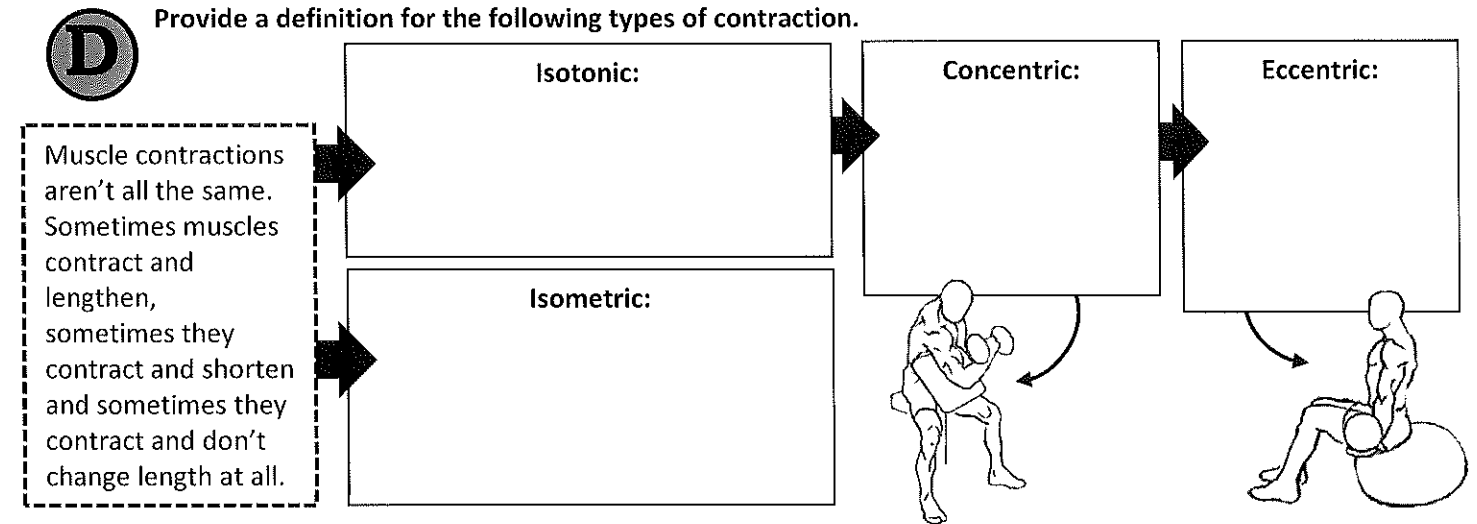 D
Provide a definition for the following types of contraction.
Muscle contractions
aren't all the same.
Sometimes muscles
contract and
lengthen,
sometimes they
contract and shorten
and sometimes they
contract and don't
change length at all.
Isotonic:
Isometric:
Concentric:
Eccentric: